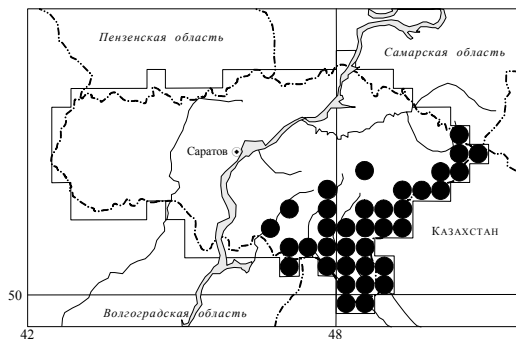 Пензенская область
Самарская область
Саратов
КАЗАХСТАН
50
Волгоградская область
42
48